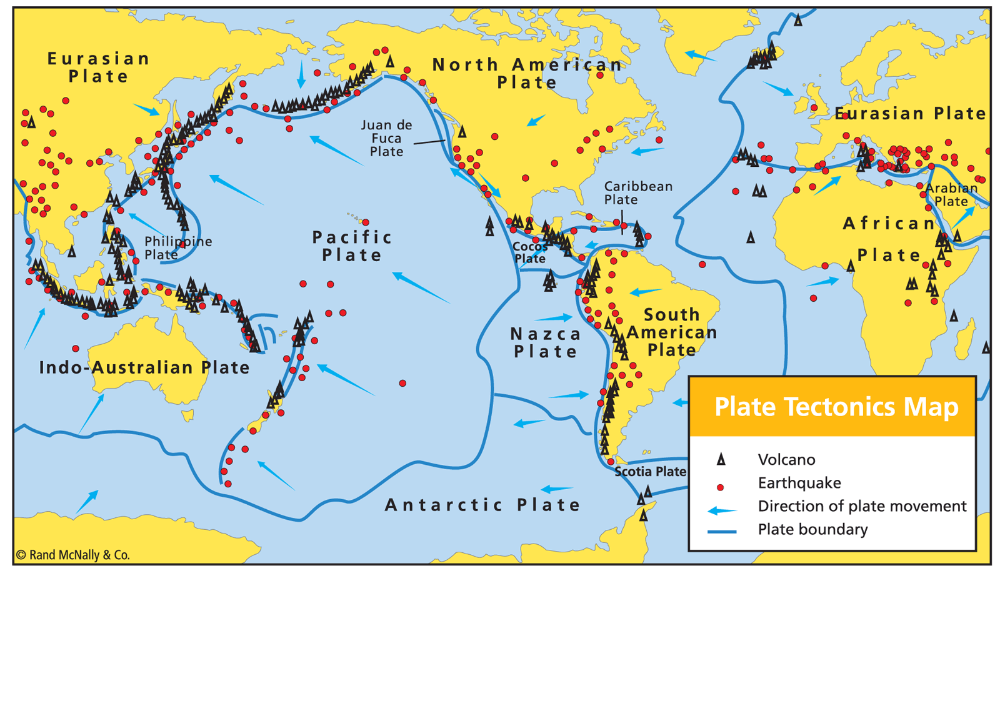 Eurasian
Plate
North American
Plate
Eurasian Plate
Juan de
Fuca
Plate
Caribbean
Plate
Arabian
Plate
Pacific
Plate
Philippine
Plate
Cocos
Plate
African
Plate
South
American
Plate
Nazca
Plate
Indo-Australian Plate
Scotia Plate
Antarctic Plate
Plate Tectonics Map
Volcano
Earthquake
Direction of plate movement
Plate boundary
© Rand McNally & Co.